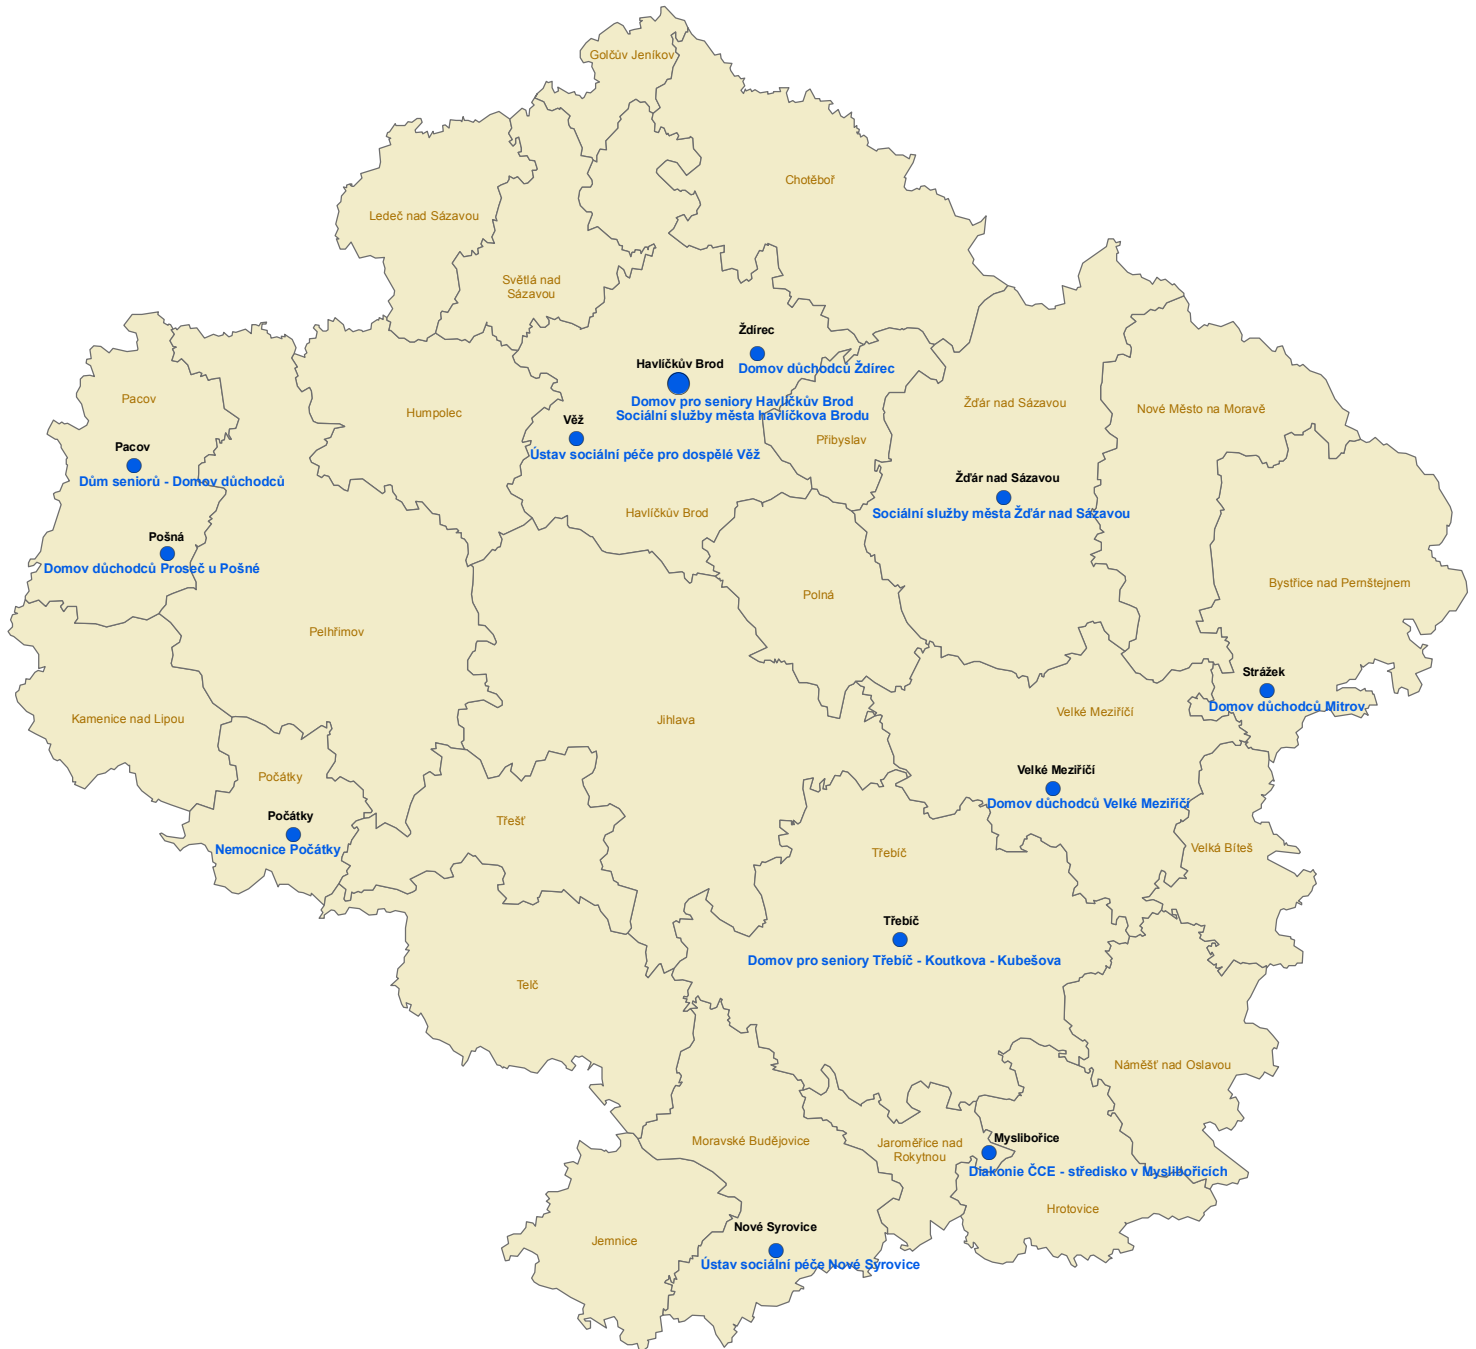 Golčův Jeníkov
Chotěboř
Ledeč nad Sázavou
Světlá nad
Sázavou
Ždírec
Domov důchodců Ždírec
Havlíčkův Brod
Domov pro seniory Havlíčkův Brod
Sociální služby města havlíčkova Brodu
Pacov
Humpolec
Žďár nad Sázavou
Nové Město na Moravě
Věž
Ústav sociální péče pro dospělé Věž
Přibyslav
Pacov
Dům seniorů - Domov důchodců
Žďár nad Sázavou
Sociální služby města Žďár nad Sázavou
Havlíčkův Brod
Pošná
Domov důchodců Proseč u Pošné
Polná
Bystřice nad Pernštejnem
Pelhřimov
Strážek
Domov důchodců Mitrov
Kamenice nad Lipou
Jihlava
Velké Meziříčí
Velké Meziříčí
Domov důchodců Velké Meziříčí
Počátky
Počátky
Nemocnice Počátky
Třešť
Třebíč
Velká Bíteš
Třebíč
Domov pro seniory Třebíč - Koutkova - Kubešova
Telč
Náměšť nad Oslavou
Moravské Budějovice
Jaroměřice nad
Rokytnou
Myslibořice
Diakonie ČCE - středisko v Myslibořicích
Hrotovice
Jemnice
Nové Syrovice
Ústav sociální péče Nové Syrovice